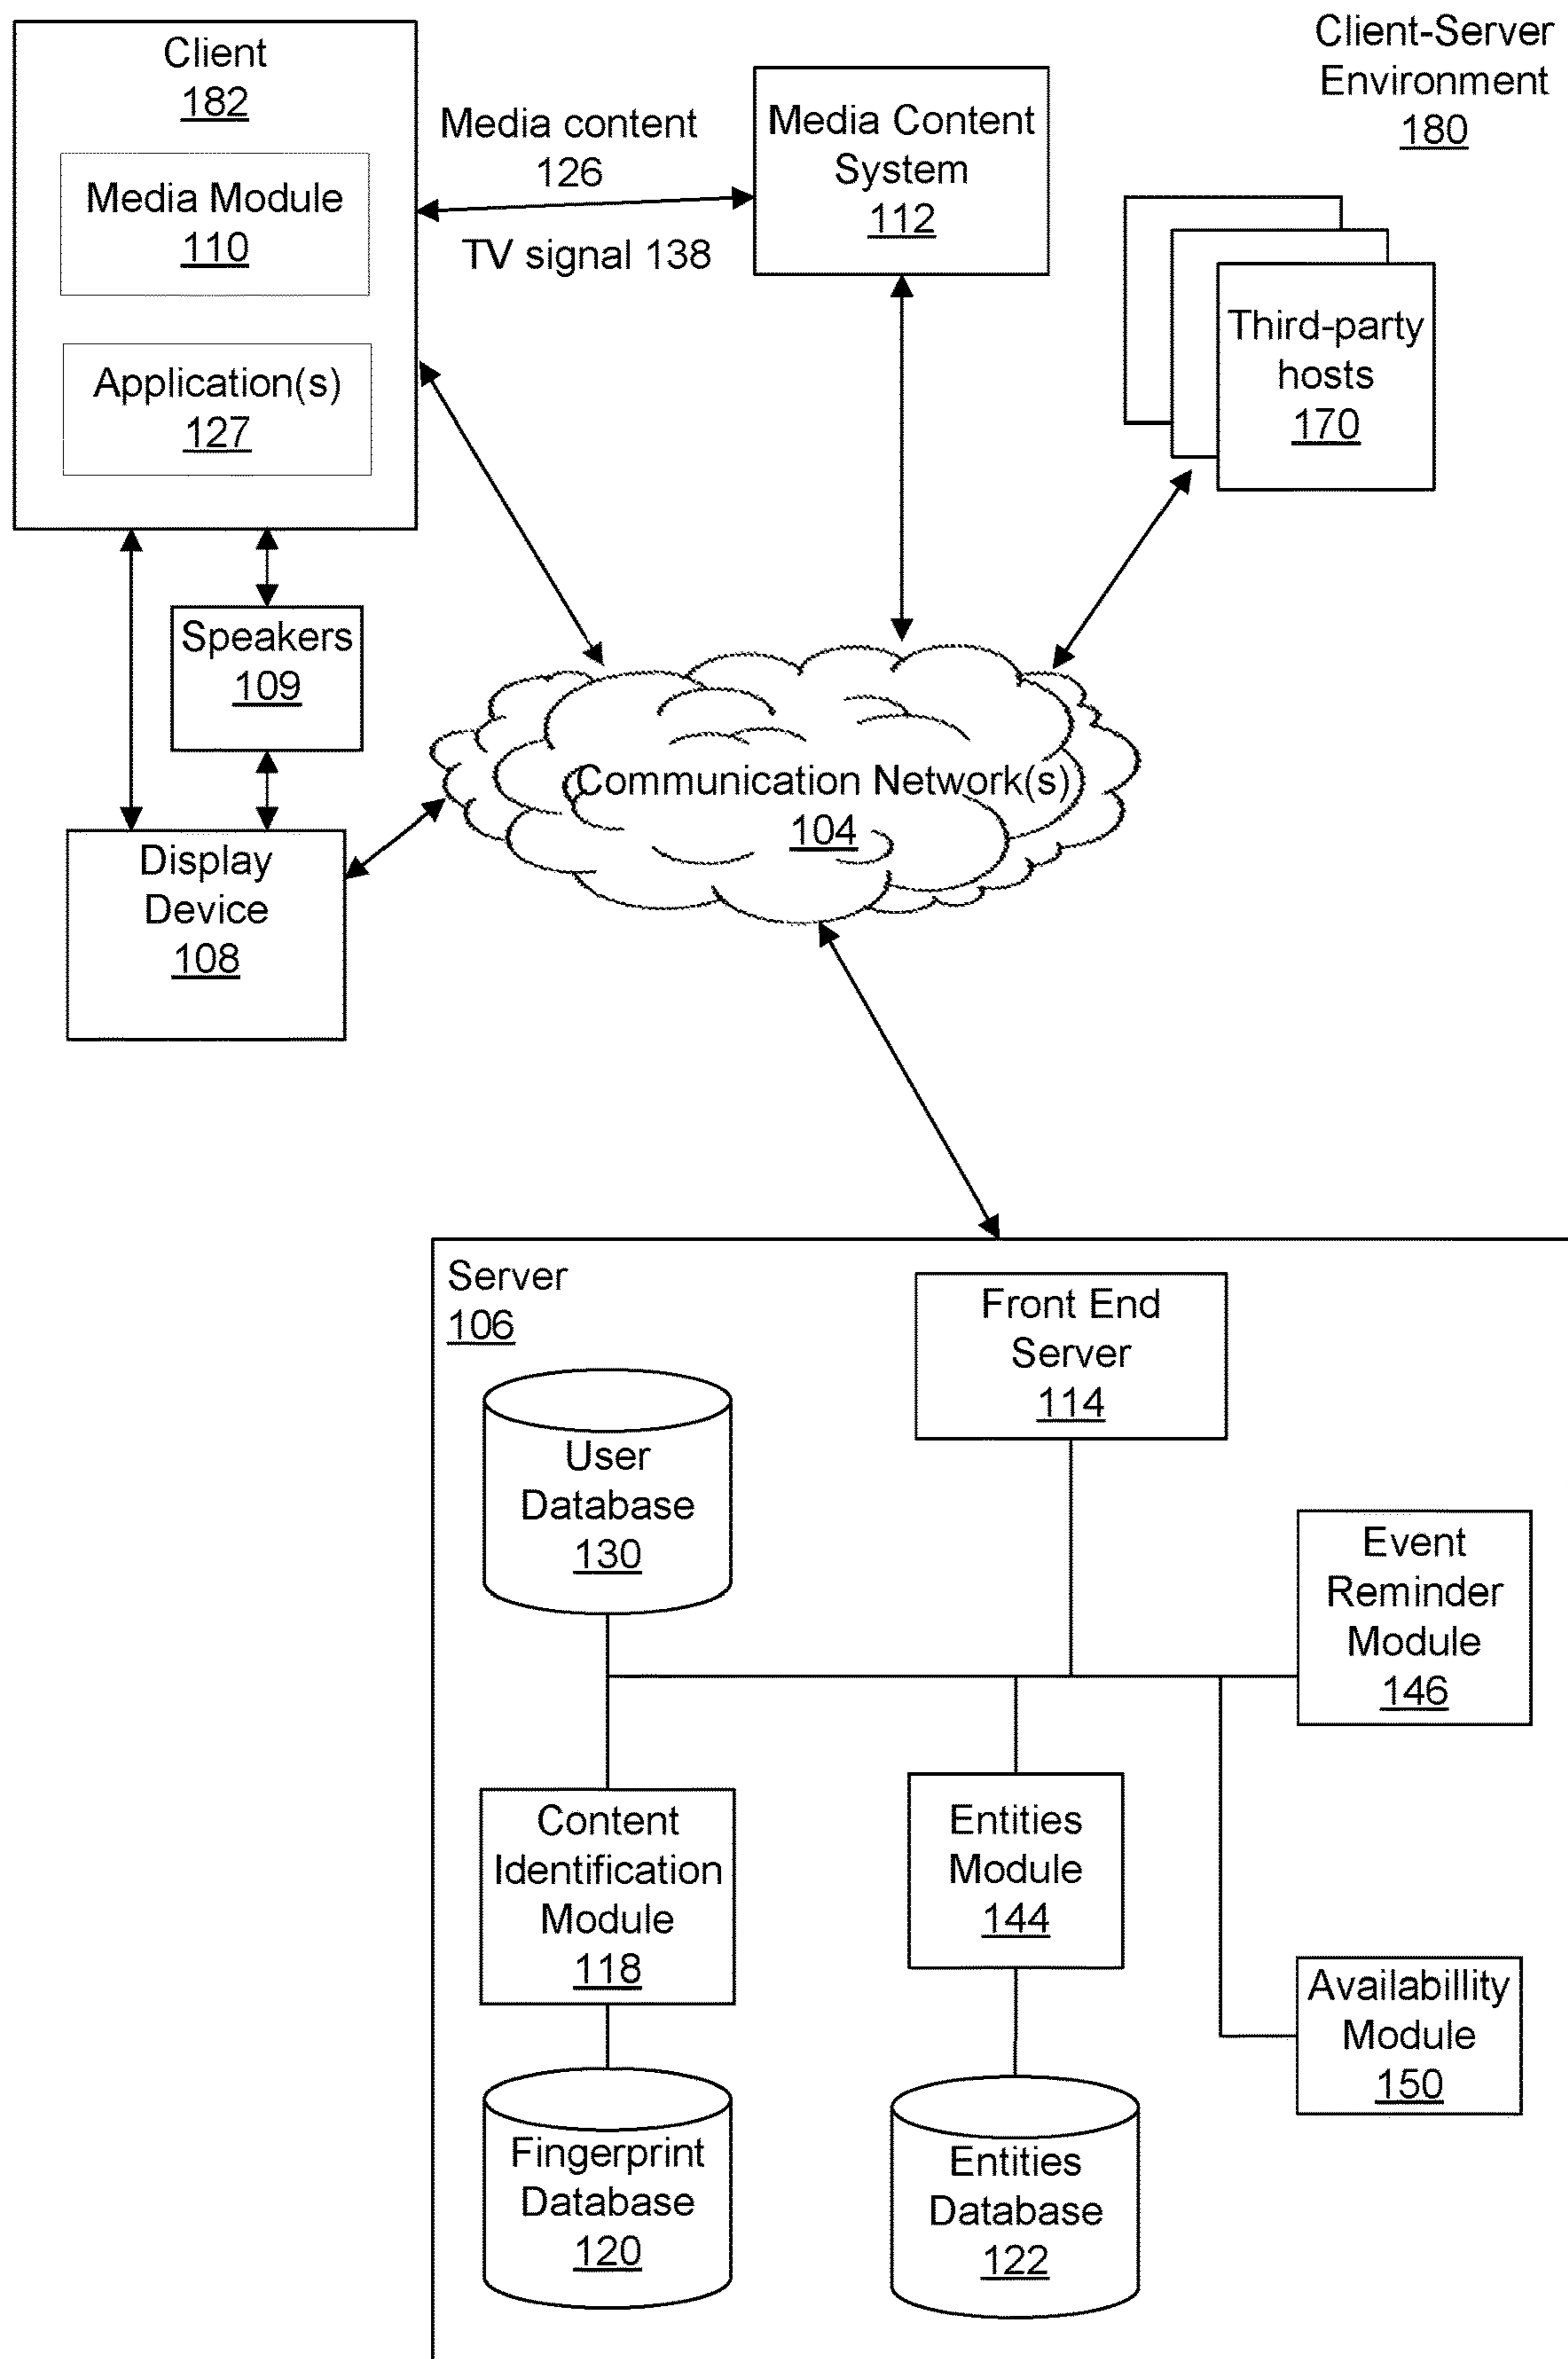 Client
182
Media Module
110
Application(s)
127
Media content
126
TV signal 138
Media Content
System
112
Client-Server
Environment
180
Third-party
hosts
170
Speakers
109
Display
Device
108
Communication Network(s)
104
Server
106
Front End
Server
114
User
Database
130
Event
Reminder
Module
146
Content
Identification
Module
118
Entities
Module
144
Availabillity
Module
150
Fingerprint
Database
120
Entities
Database
122